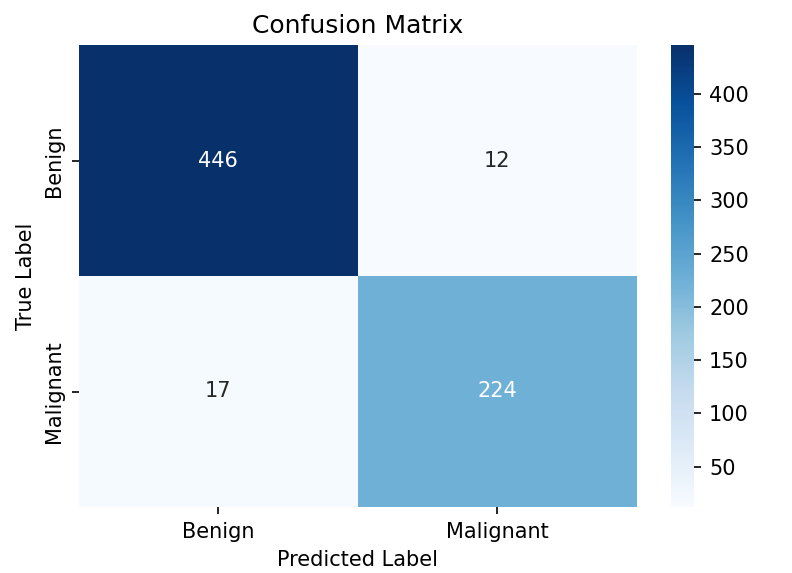 Confusion Matrix
True Label
Benign
Malignant
446
12
17
224
Benign
Malignant
Predicted Label
400
350
300
250
200
150
100
50